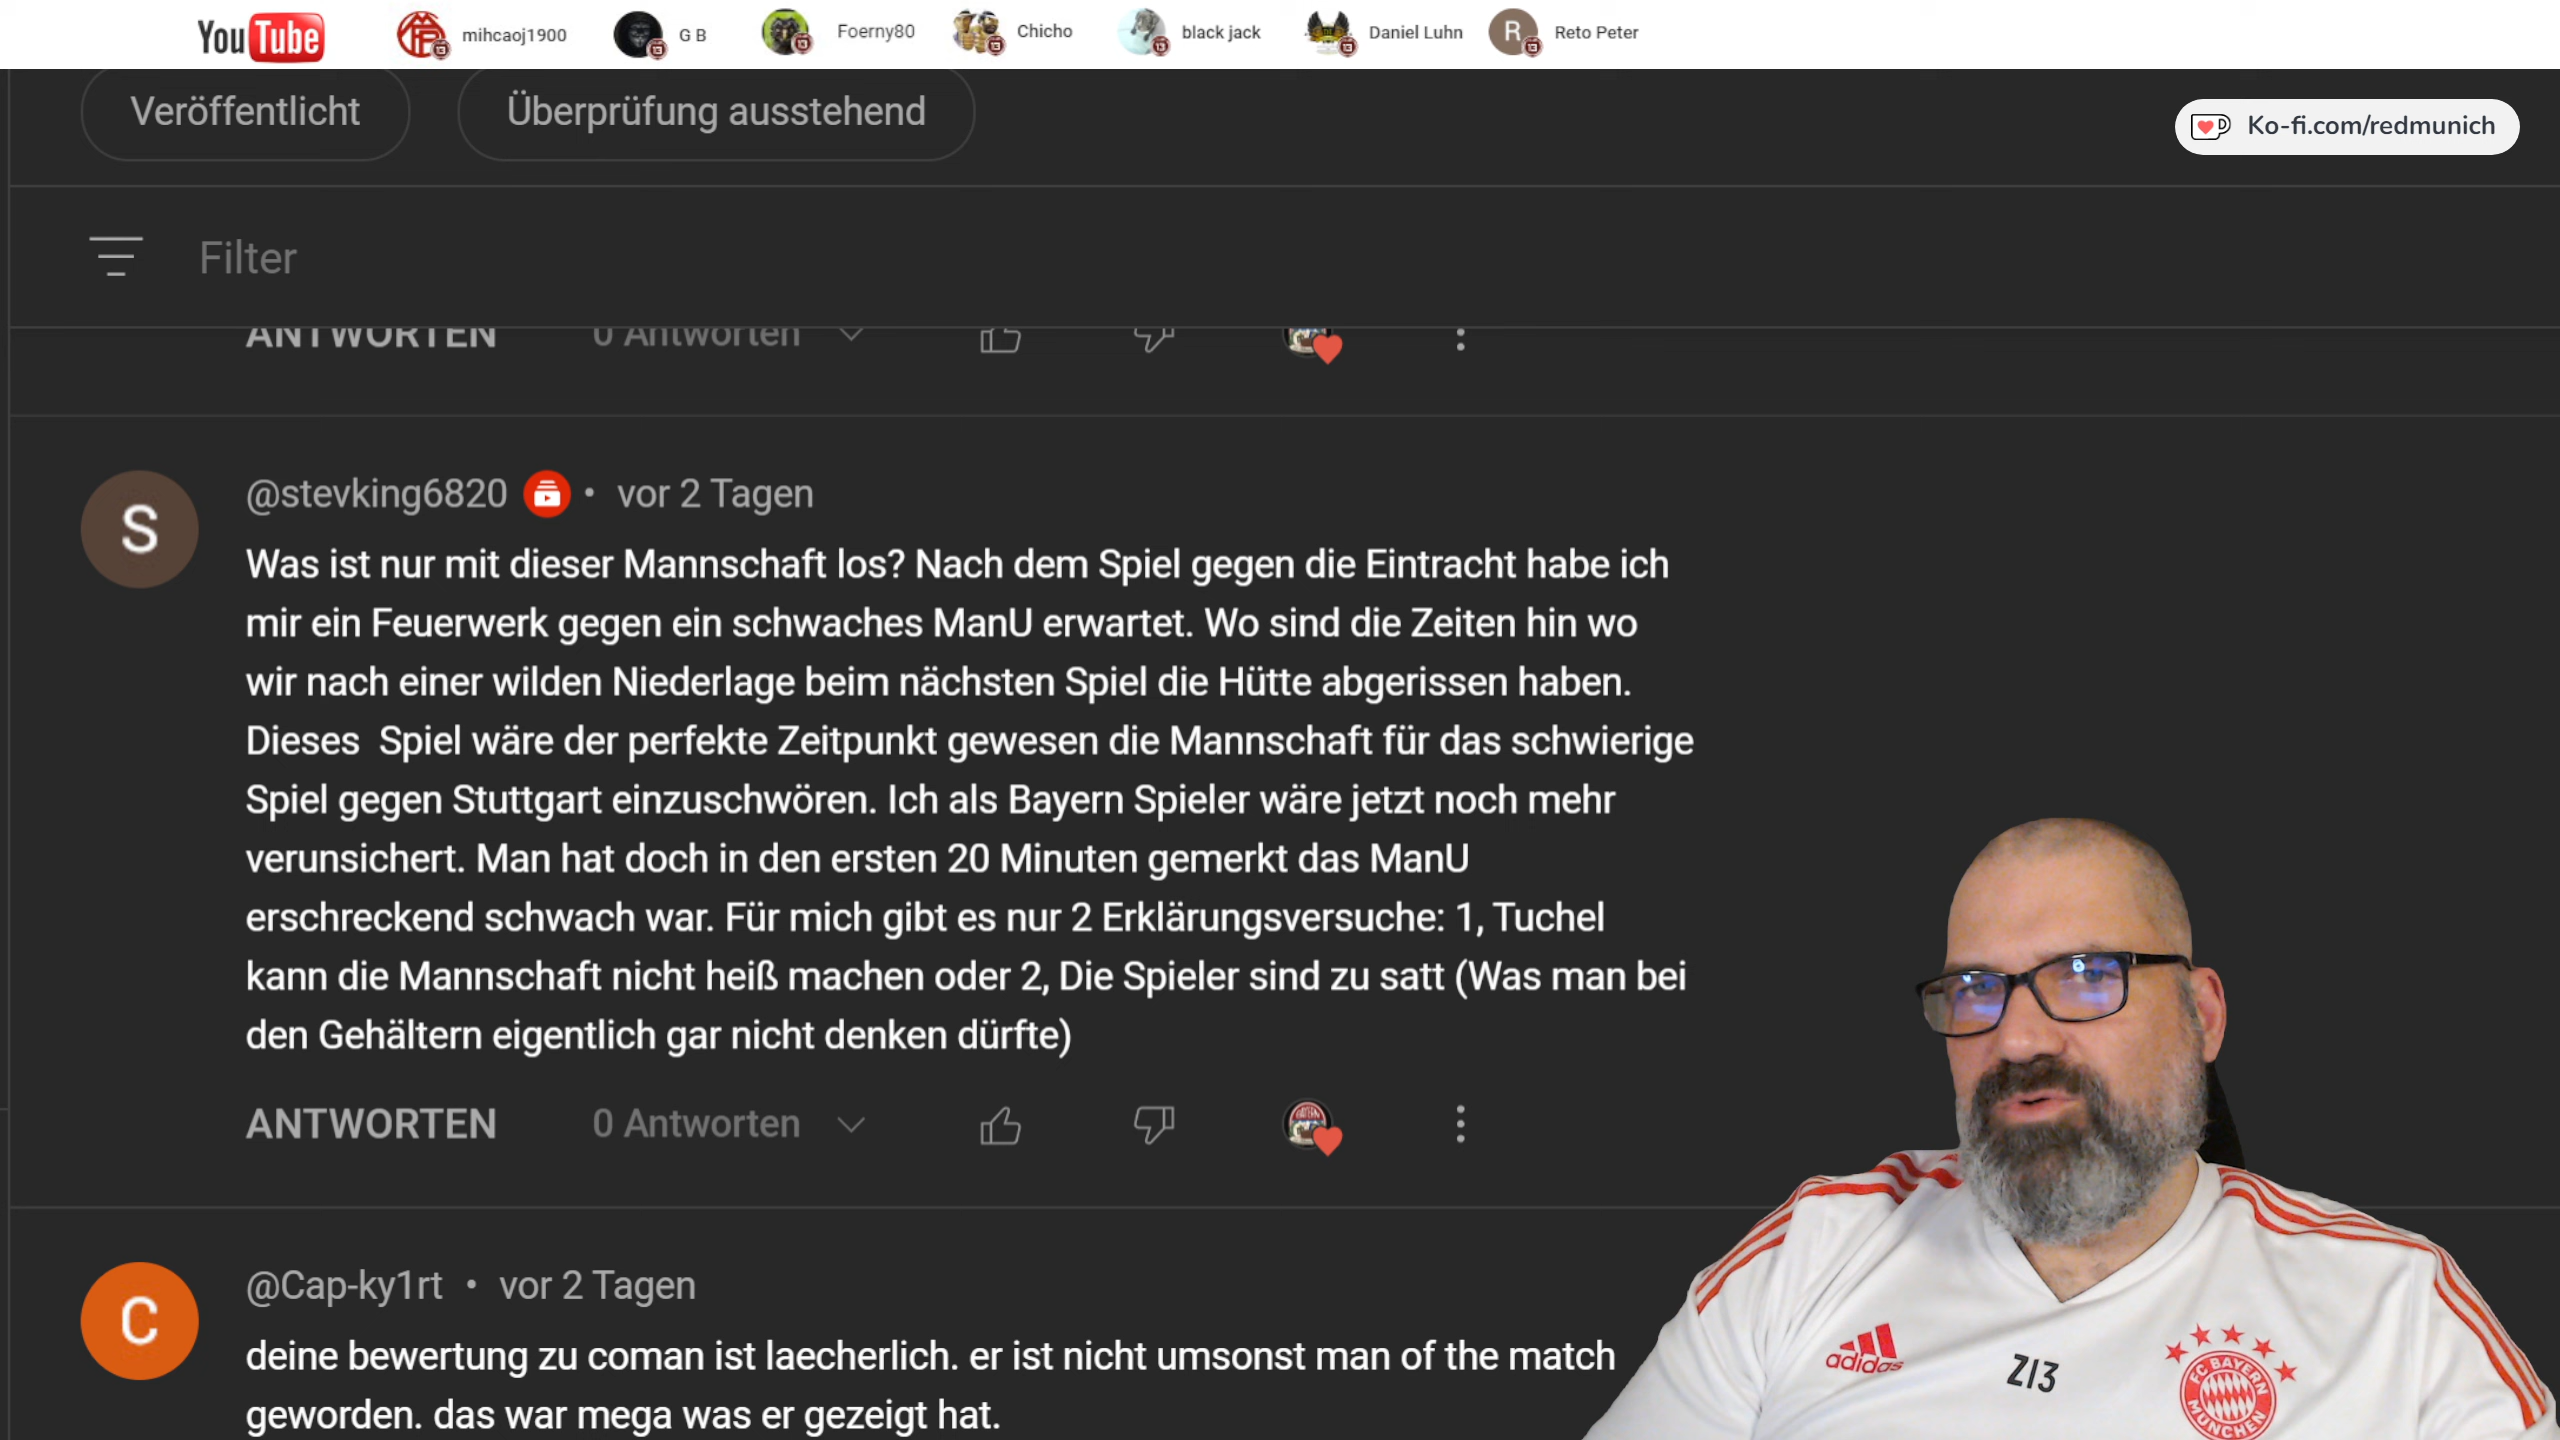 YouTube mihcaoj1900 G B Foerny80 Chicho black jack Daniel Luhn R Reto Peter
Veröffentlicht Überprüfung ausstehend
Ko-fi.com/redmunich
Filter
ANTWORTEN 0 Antworten
S @stevking6820 • vor 2 Tagen
Was ist nur mit dieser Mannschaft los? Nach dem Spiel gegen die Eintracht habe ich
mir ein Feuerwerk gegen ein schwaches ManU erwartet. Wo sind die Zeiten hin wo
wir nach einer wilden Niederlage beim nächsten Spiel die Hütte abgerissen haben.
Dieses  Spiel wäre der perfekte Zeitpunkt gewesen die Mannschaft für das schwierige
Spiel gegen Stuttgart einzuschwören. Ich als Bayern Spieler wäre jetzt noch mehr
verunsichert. Man hat doch in den ersten 20 Minuten gemerkt das ManU
erschreckend schwach war. Für mich gibt es nur 2 Erklärungsversuche: 1, Tuchel
kann die Mannschaft nicht heiß machen oder 2, Die Spieler sind zu satt (Was man bei
den Gehältern eigentlich gar nicht denken dürfte)
ANTWORTEN 0 Antworten
C @Cap-ky1rt • vor 2 Tagen
deine bewertung zu coman ist laecherlich. er ist nicht umsonst man of the match
geworden. das war mega was er gezeigt hat.
adidas
Z13
FC BAYERN
MÜNCHEN